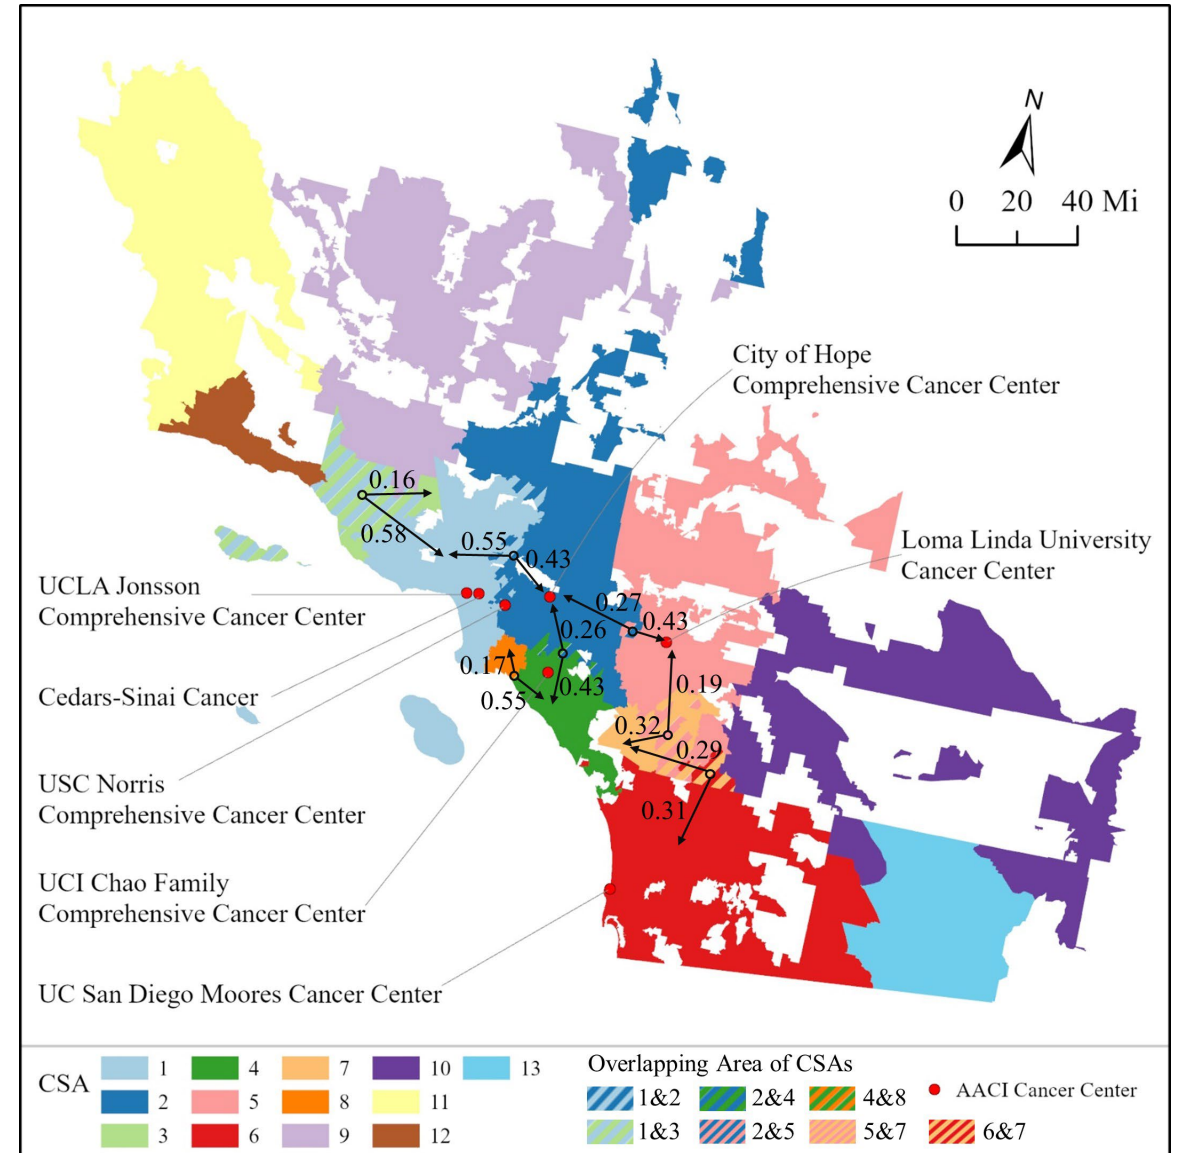 N
0 20 40 Mi
City of Hope
Comprehensive Cancer Center
0.16
0.58
0.55
0.43
Loma Linda University
Cancer Center
UCLA Jonsson
Comprehensive Cancer Center
0.27
0.43
0.26
0.17
0.43
0.55
0.19
Cedars-Sinai Cancer
0.32
0.29
USC Norris
Comprehensive Cancer Center
0.31
UCI Chao Family
Comprehensive Cancer Center
UC San Diego Moores Cancer Center
CSA
1 4 7 10 13
2 5 8 11
3 6 9 12
Overlapping Area of CSAs
1&2 2&4 4&8 AACI Cancer Center
1&3 2&5 5&7 6&7